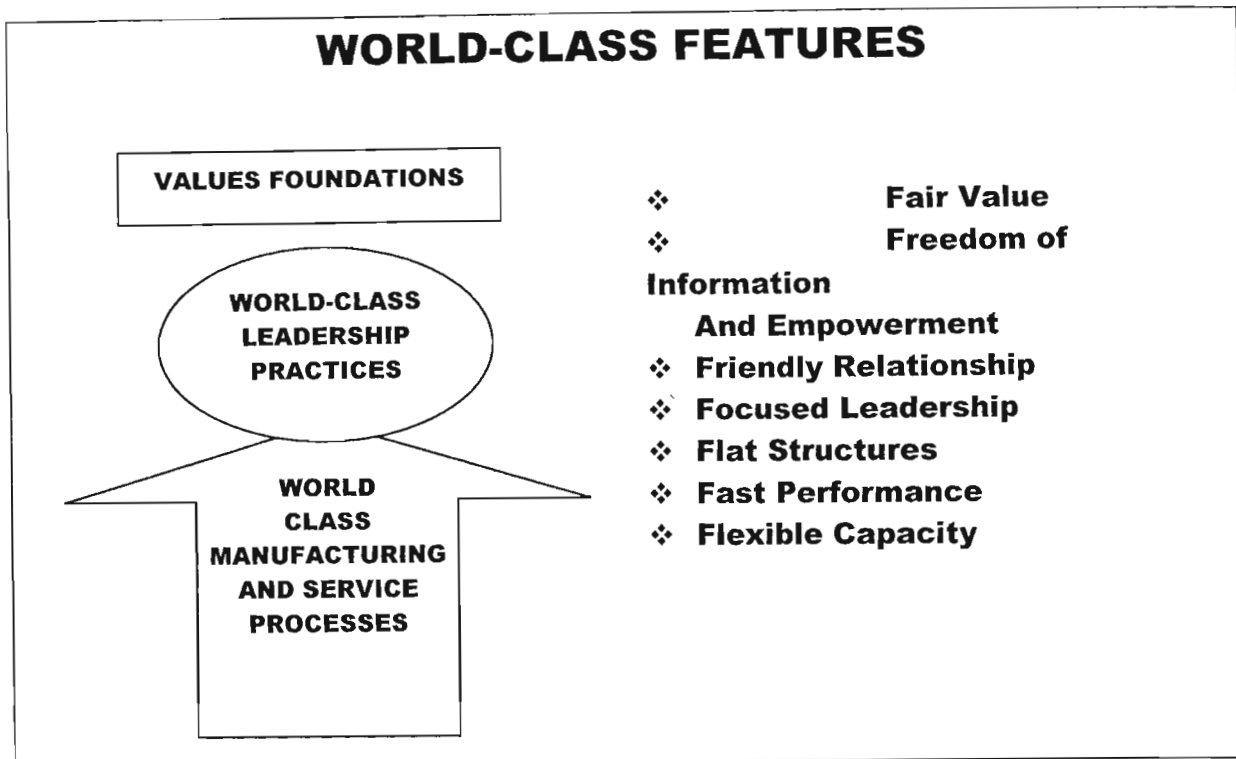 WORLD-CLASS FEATURES
VALUES FOUNDATIONS
WORLD-CLASS
LEADERSHIP
PRACTICES
WORLD
CLASS
MANUFACTURING
AND SERVICE
PROCESSES
❖ Fair Value
❖ Freedom of
Information
And Empowerment
❖ Friendly Relationship
❖ Focused Leadership
❖ Flat Structures
❖ Fast Performance
❖ Flexible Capacity